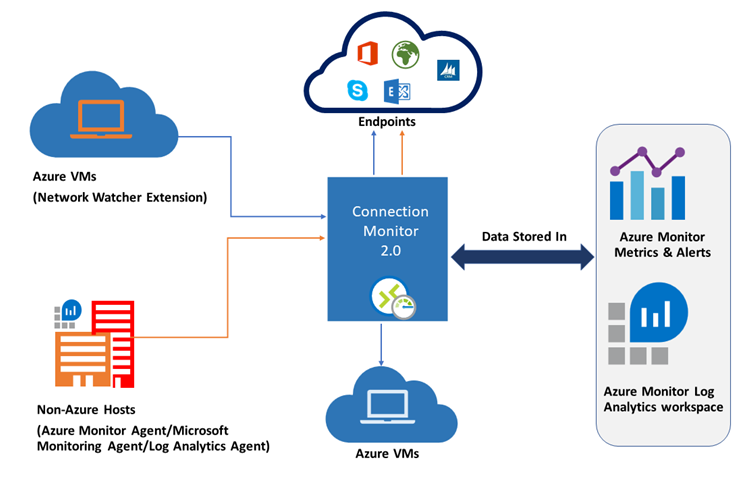 Endpoints
Azure VMs
(Network Watcher Extension)
Connection
Monitor
2.0
Data Stored In
Azure Monitor
Metrics & Alerts
Azure Monitor Log
Analytics workspace
Non-Azure Hosts
(Azure Monitor Agent/Microsoft
Monitoring Agent/Log Analytics Agent)
Azure VMs